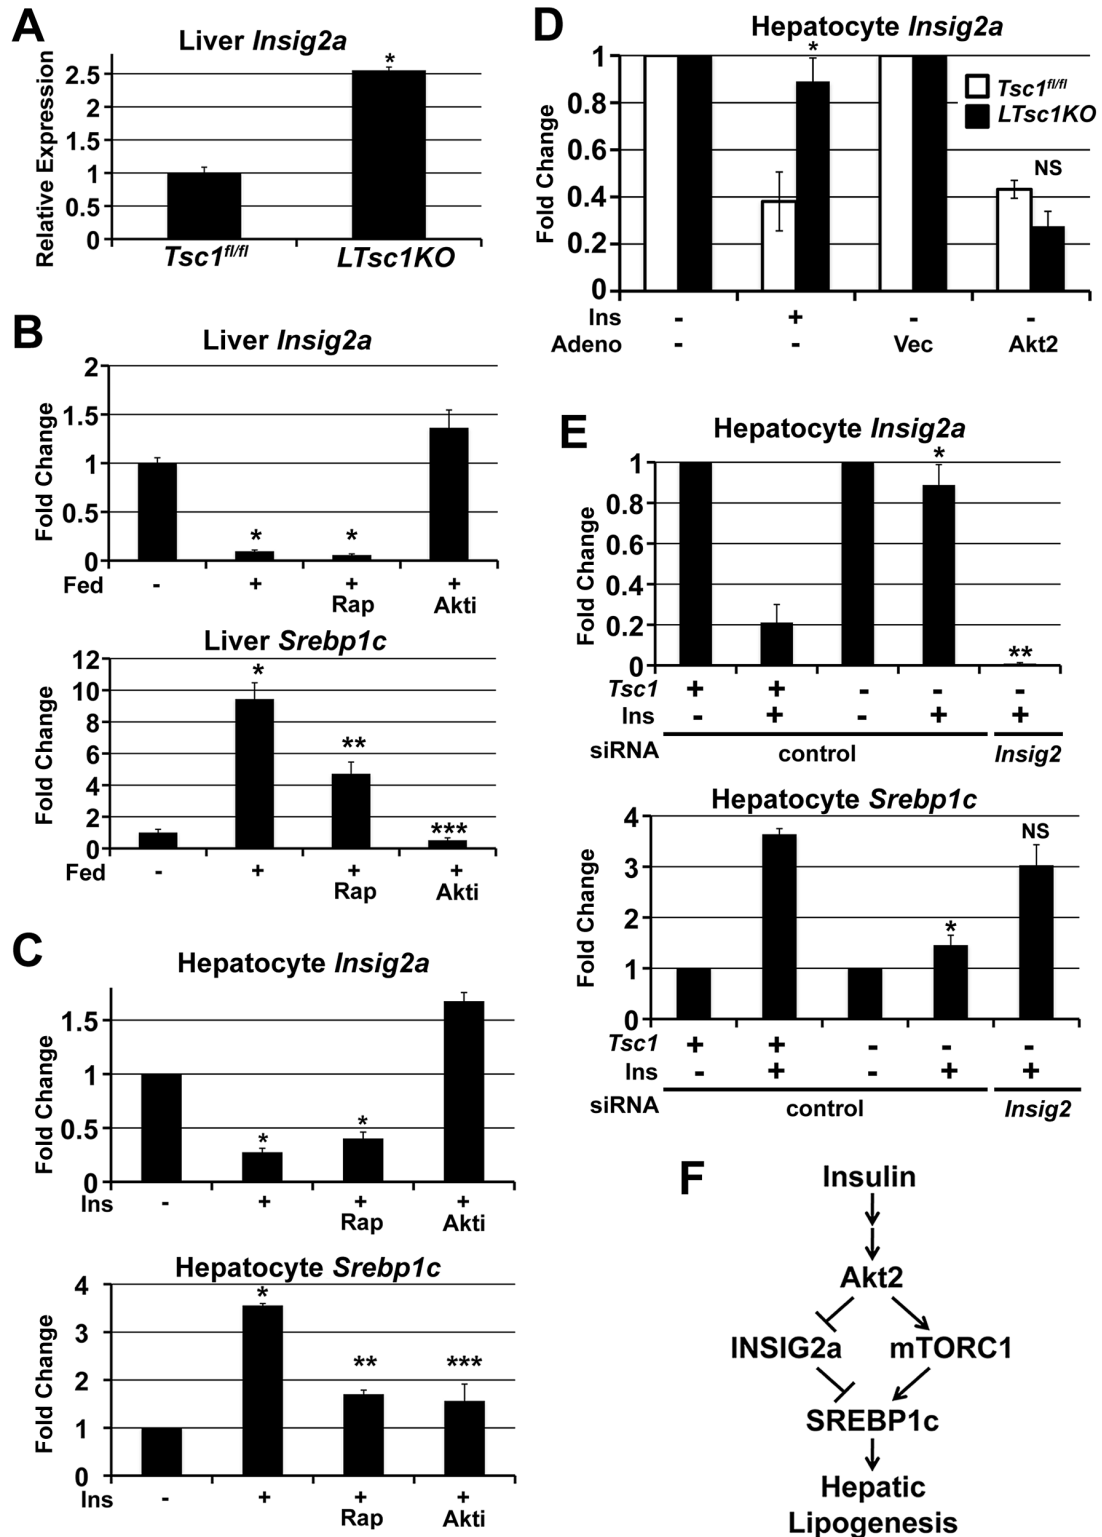 A
Liver Insig2a
*
2.5
2
1.5
1
0.5
0
Relative Expression
Tsc1fl/fl LTsc1KO
B
Liver Insig2a
2
1.5
1
0.5
0
Fold Change
* *
Fed - + + +
Rap Akti
Liver Srebp1c
12
10
8
6
4
2
0
Fold Change
* ** ***
Fed - + + +
Rap Akti
C
Hepatocyte Insig2a
1.5
1
0.5
0
Fold Change
* *
Ins - + + +
Rap Akti
Hepatocyte Srebp1c
4
3
2
1
0
Fold Change
* ** ***
Ins - + + +
Rap Akti
D
Hepatocyte Insig2a
1
0.8
0.6
0.4
0.2
0
Fold Change
*
Tsc1fl/fl
LTsc1KO
NS
Ins - + - -
Adeno - - Vec Akt2
E
Hepatocyte Insig2a
1
0.8
0.6
0.4
0.2
0
Fold Change
* **
Tsc1 + + - - -
Ins - + - + +
siRNA control Insig2
Hepatocyte Srebp1c
4
3
2
1
0
Fold Change
* NS
Tsc1 + + - - -
Ins - + - + +
siRNA control Insig2
F
Insulin
Akt2
INSIG2a mTORC1
SREBP1c
Hepatic
Lipogenesis